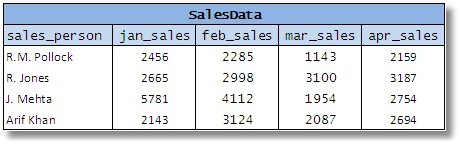 SalesData
sales_person jan_sales feb_sales mar_sales apr_sales
R.M. Pollock 2456 2285 1143 2159
R. Jones 2665 2998 3100 3187
J. Mehta 5781 4112 1954 2754
Arif Khan 2143 3124 2087 2694